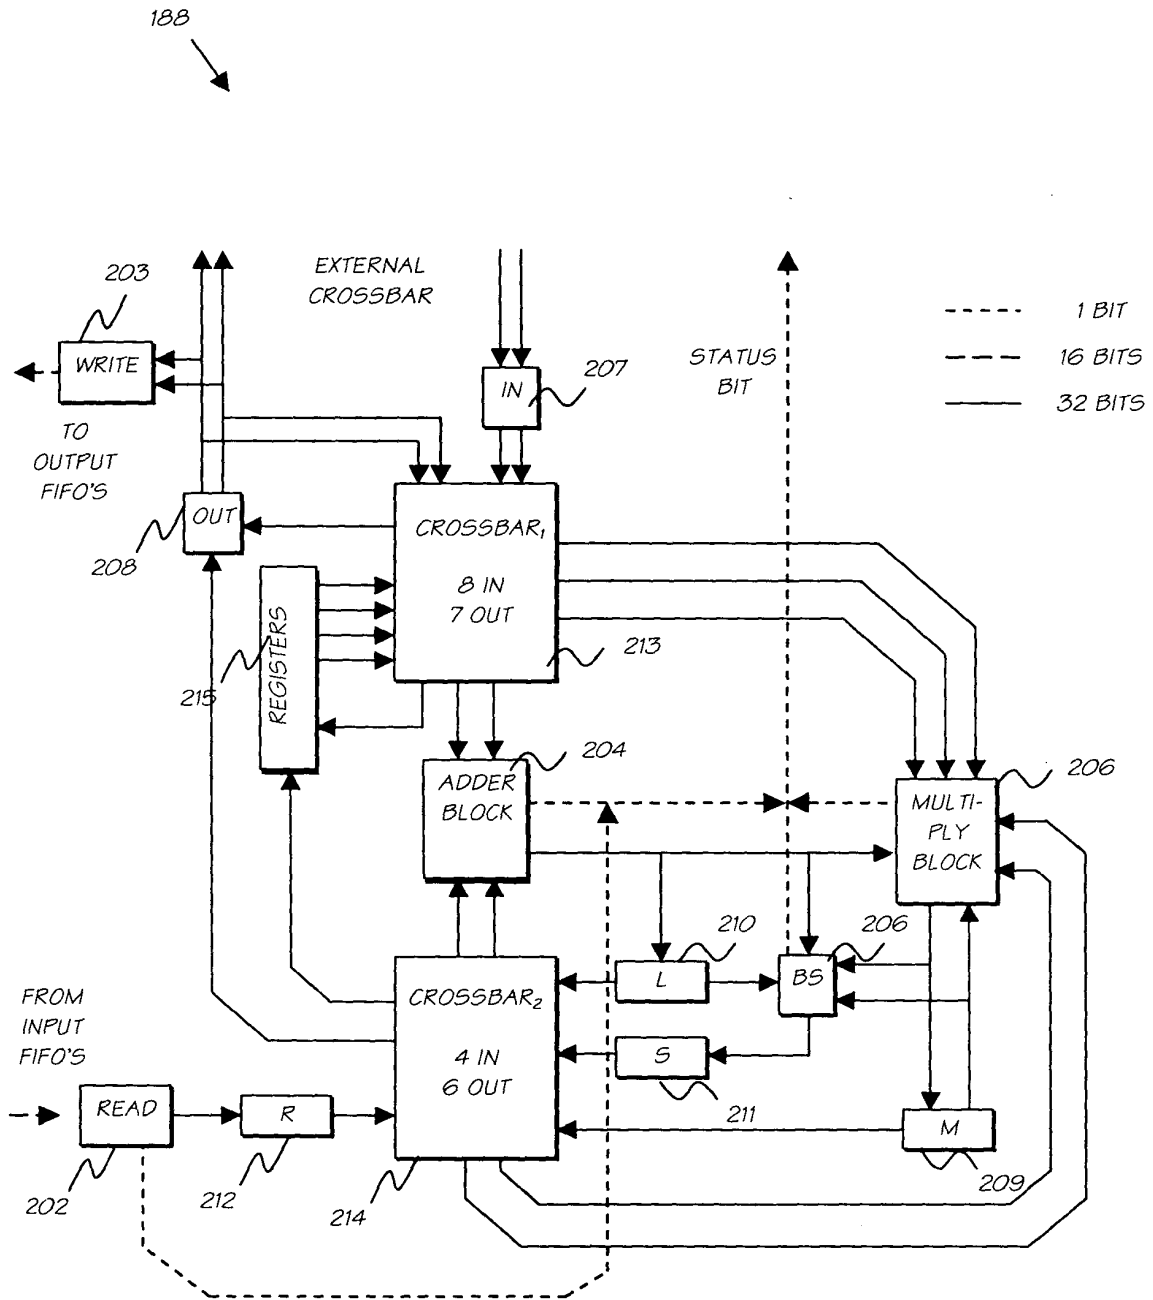 188
203
EXTERNAL
CROSSBAR
1 BIT
WRITE
IN
207
STATUS
BIT
16 BITS
32 BITS
TO
OUTPUT
FIFO'S
OUT
208
CROSSBAR1
8 IN
7 OUT
213
REGISTERS
215
204
206
ADDER
BLOCK
MULTI-
PLY
BLOCK
210
206
FROM
INPUT
FIFO'S
CROSSBAR2
4 IN
6 OUT
L
BS
S
211
READ
R
M
202
212
214
209